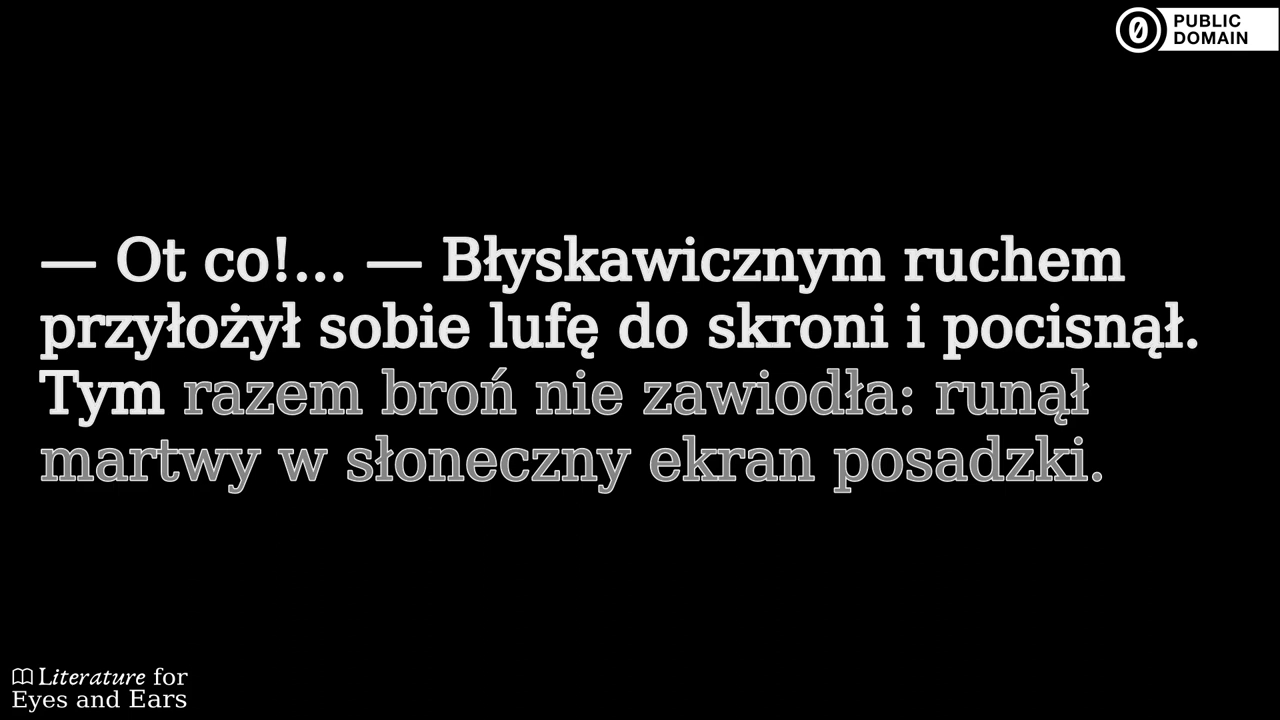 PUBLIC
DOMAIN
— Ot co!... — Błyskawicznym ruchem
przyłożył sobie lufę do skroni i pocisnął.
Tym razem broń nie zawiodła: runął
martwy w słoneczny ekran posadzki.
Literature for
Eyes and Ears